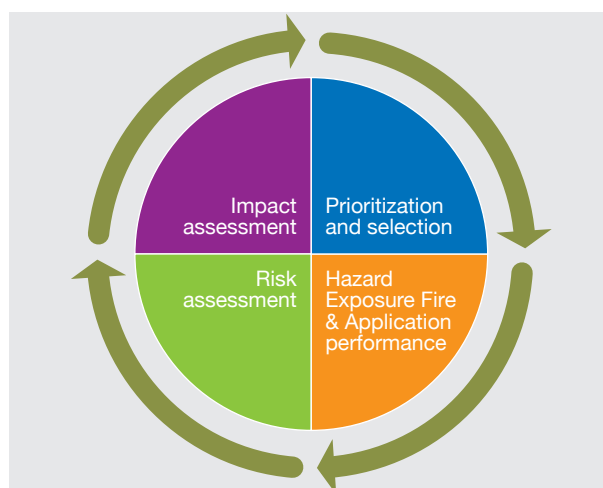 Impact
assessment
Prioritization
and selection
Risk
assessment
Hazard
Exposure Fire
& Application
performance